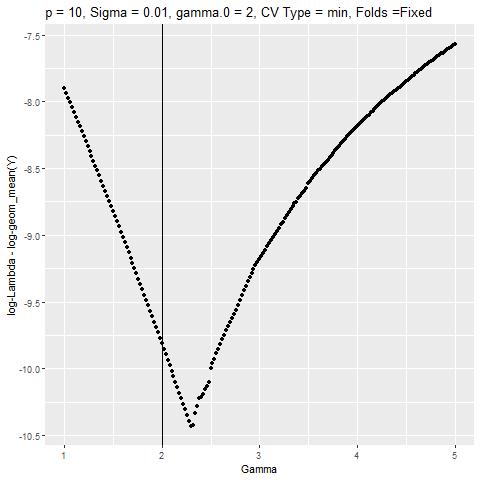 p = 10, Sigma = 0.01, gamma.0 = 2, CV Type = min, Folds =Fixed
log-Lambda - log-geom_mean(Y)
-7.5
-8.0
-8.5
-9.0
-9.5
-10.0
-10.5
1 2 3 4 5
Gamma